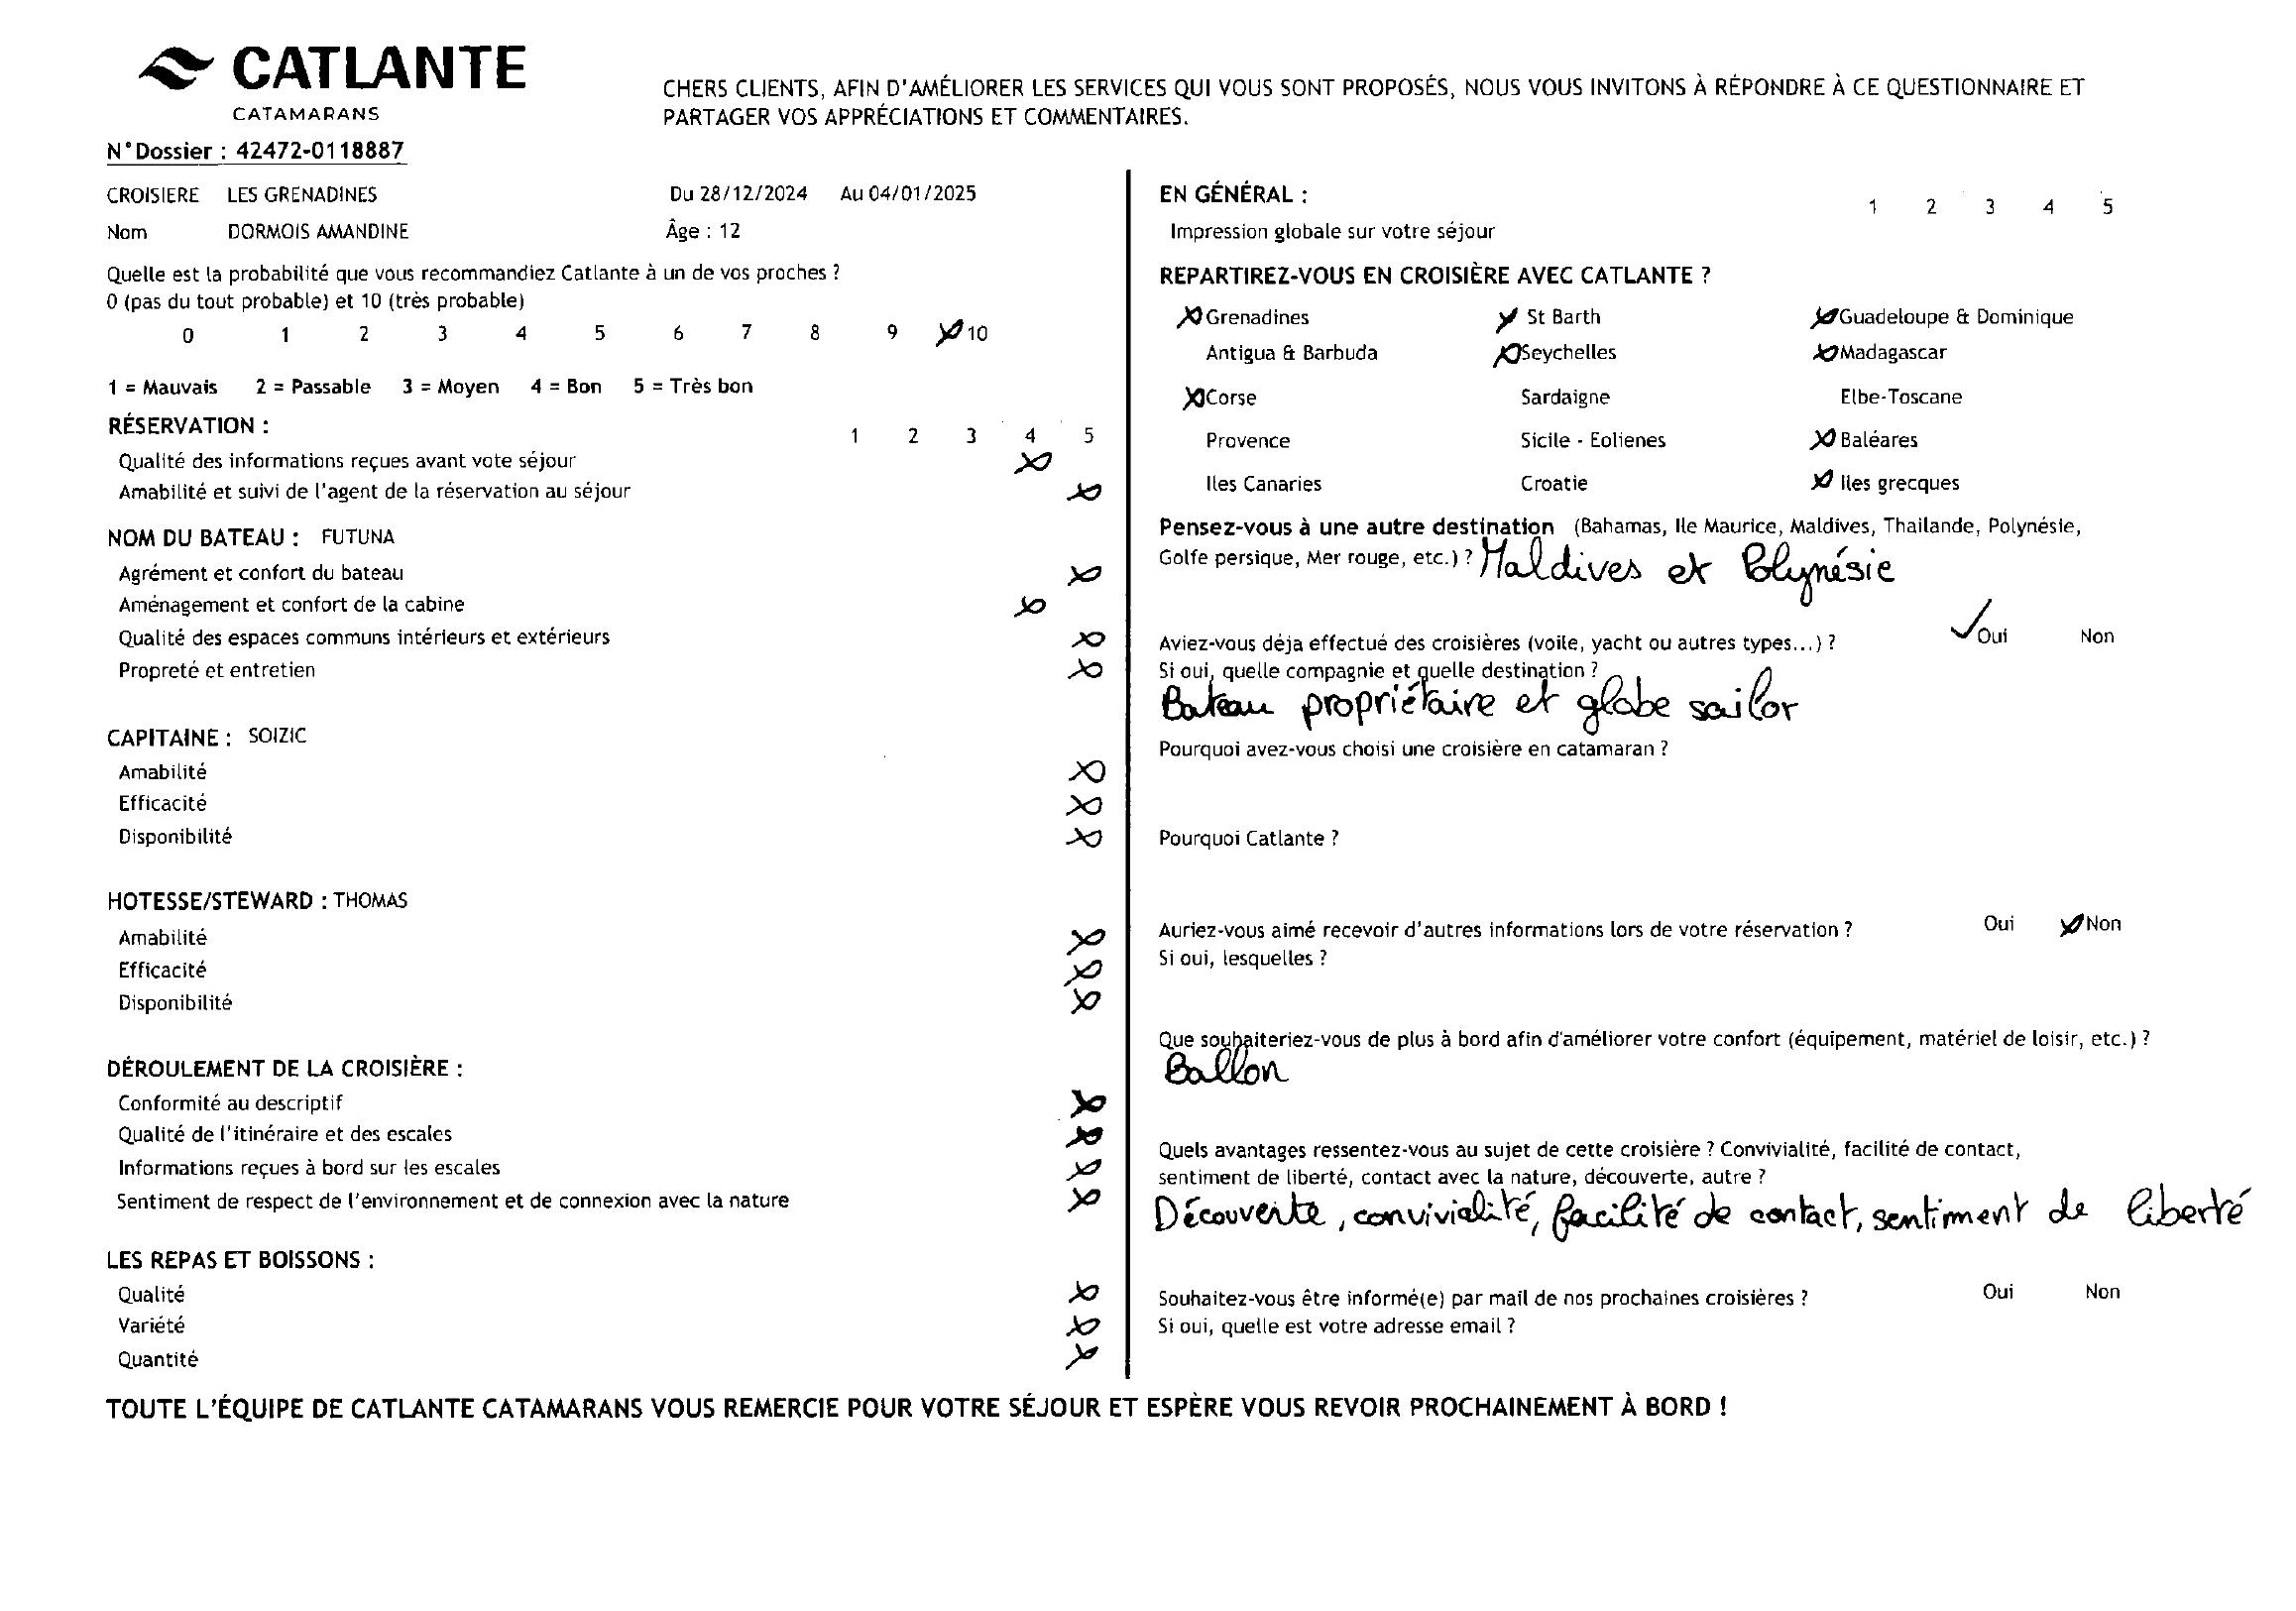 CATLANTE
CATAMARANS
CHERS CLIENTS, AFIN D'AMÉLIORER LES SERVICES QUI VOUS SONT PROPOSÉS, NOUS VOUS INVITONS À RÉPONDRE À CE QUESTIONNAIRE ET
PARTAGER VOS APPRÉCIATIONS ET COMMENTAIRES.
N°Dossier : 42472-0118887
CROISIERE LES GRENADINES Du 28/12/2024 Au 04/01/2025
Nom DORMOIS AMANDINE Âge : 12
Quelle est la probabilité que vous recommandiez Catlante à un de vos proches ?
0 (pas du tout probable) et 10 (très probable)
0 1 2 3 4 5 6 7 8 9 10
1 = Mauvais 2 = Passable 3 = Moyen 4 = Bon 5 = Très bon
RÉSERVATION :
1 2 3 4 5
Qualité des informations reçues avant vote séjour
Amabilité et suivi de l'agent de la réservation au séjour
NOM DU BATEAU : FUTUNA
Agrément et confort du bateau
Aménagement et confort de la cabine
Qualité des espaces communs intérieurs et extérieurs
Propreté et entretien
CAPITAINE : SOIZIC
Amabilité
Efficacité
Disponibilité
HOTESSE/STEWARD : THOMAS
Amabilité
Efficacité
Disponibilité
DÉROULEMENT DE LA CROISIÈRE :
Conformité au descriptif
Qualité de l'itinéraire et des escales
Informations reçues à bord sur les escales
Sentiment de respect de l'environnement et de connexion avec la nature
LES REPAS ET BOISSONS :
Qualité
Variété
Quantité
EN GÉNÉRAL :
1 2 3 4 5
Impression globale sur votre séjour
REPARTIREZ-VOUS EN CROISIÈRE AVEC CATLANTE ?
Grenadines St Barth Guadeloupe & Dominique
Antigua & Barbuda Seychelles Madagascar
Corse Sardaigne Elbe-Toscane
Provence Sicile - Eolienes Baléares
Iles Canaries Croatie Iles grecques
Pensez-vous à une autre destination (Bahamas, Ile Maurice, Maldives, Thailande, Polynésie,
Golfe persique, Mer rouge, etc.) ? Maldives et Polynésie
Aviez-vous déja effectué des croisières (voile, yacht ou autres types...) ? Oui Non
Si oui, quelle compagnie et quelle destination ?
Bateau propriétaire et globe sailor
Pourquoi avez-vous choisi une croisière en catamaran ?
Pourquoi Catlante ?
Auriez-vous aimé recevoir d'autres informations lors de votre réservation ? Oui Non
Si oui, lesquelles ?
Que souhaiteriez-vous de plus à bord afin d'améliorer votre confort (équipement, matériel de loisir, etc.) ?
Ballon
Quels avantages ressentez-vous au sujet de cette croisière ? Convivialité, facilité de contact,
sentiment de liberté, contact avec la nature, découverte, autre ?
Découverte, convivialité, facilité de contact, sentiment de liberté
Souhaitez-vous être informé(e) par mail de nos prochaines croisières ? Oui Non
Si oui, quelle est votre adresse email ?
TOUTE L'ÉQUIPE DE CATLANTE CATAMARANS VOUS REMERCIE POUR VOTRE SÉJOUR ET ESPÈRE VOUS REVOIR PROCHAINEMENT À BORD !